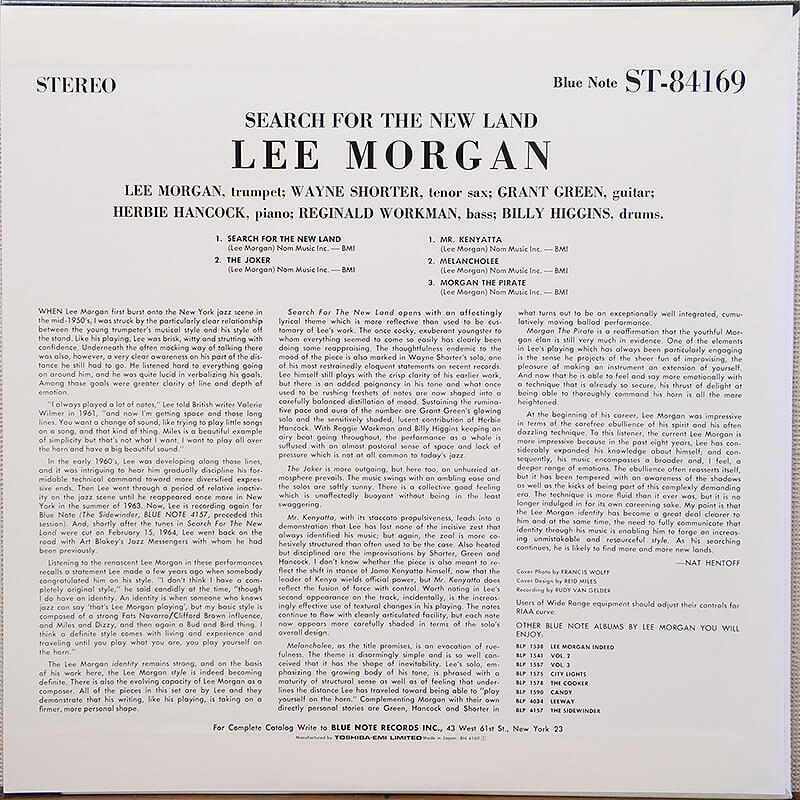 STEREO
Blue Note ST-84169
SEARCH FOR THE NEW LAND
LEE MORGAN
LEE MORGAN, trumpet; WAYNE SHORTER, tenor sax; GRANT GREEN, guitar;
HERBIE HANCOCK, piano; REGINALD WORKMAN, bass; BILLY HIGGINS, drums.
1. SEARCH FOR THE NEW LAND
(Lee Morgan) Nom Music Inc. — BMI
2. THE JOKER
(Lee Morgan) Nom Music Inc. — BMI
1. MR. KENYATTA
(Lee Morgan) Nom Music Inc. — BMI
2. MELANCHOLEE
(Lee Morgan) Nom Music Inc. — BMI
3. MORGAN THE PIRATE
(Lee Morgan) Nom Music Inc. — BMI
WHEN Lee Morgan first burst onto the New York jazz scene in
the mid-1950's, I was struck by the particularly clear relationship
between the young trumpeter's musical style and his style off
the stand. Like his playing, Lee was brisk, witty and strutting with
confidence. Underneath the often mocking way of talking there
was also, however, a very clear awareness on his part of the dis-
tance he still had to go. He listened hard to everything going
on around him, and he was quite lucid in verbalizing his goals.
Among those goals were greater clarity of line and depth of
emotion.
"I always played a lot of notes," Lee told British writer Valerie
Wilmer in 1961, "and now I'm getting space and those long
lines. You want a change of sound, like trying to play little songs
on a song, and that kind of thing. Miles is a beautiful example
of simplicity but that's not what I want, I want to play all over
the horn and have a big beautiful sound."
In the early 1960's, Lee was developing along those lines,
and it was intriguing to hear him gradually discipline his for-
midable technical command toward more diversified expres-
sive ends. Then Lee went through a period of relative inactiv-
ity on the jazz scene until he reappeared once more in New
York in the summer of 1963. Now, Lee is recording again for
Blue Note (The Sidewinder, BLUE NOTE 4157, preceded this
session). And, shortly after the tunes in Search For The New
Land were cut on February 15, 1964, Lee went back on the
road with Art Blakey's Jazz Messengers with whom he had
been previously.
Listening to the renascent Lee Morgan in these performances
recalls a statement Lee made a few years ago when somebody
congratulated him on his style. "I don't think I have a com-
pletely original style," he said candidly at the time, "though
I do have an identity. An identity is when someone who knows
jazz can say 'that's Lee Morgan playing', but my basic style is
composed of a strong Fats Navarro/Clifford Brown influence,
and Miles and Dizzy, and then again a Bud and Bird thing. I
think a definite style comes with living and experience and
traveling until you play what you are, you play yourself on
the horn."
The Lee Morgan identity remains strong, and on the basis
of his work here, the Lee Morgan style is indeed becoming
definite. There is also the evolving capacity of Lee Morgan as a
composer. All of the pieces in this set are by Lee and they
demonstrate that his writing, like his playing, is taking on a
firmer, more personal shape.
Search For The New Land opens with an affectingly
lyrical theme which is more reflective than used to be cus-
tomary of Lee's work. The once cocky, exuberant youngster to
whom everything seemed to come so easily has clearly been
doing some reappraising. The thoughtfulness endemic to the
mood of the piece is also marked in Wayne Shorter's solo, one
of his most restrainedly eloquent statements on recent records.
Lee himself still plays with the crisp clarity of his earlier work,
but there is an added poignancy in his tone and what once
used to be rushing freshets of notes are now shaped into a
carefully balanced distillation of mood. Sustaining the rumina-
tive pace and aura of the number are Grant Green's glowing
solo and the sensitively shaded, lucent contribution of Herbie
Hancock. With Reggie Workman and Billy Higgins keeping an
airy beat going throughout, the performance as a whole is
suffused with an almost pastoral sense of space and lack of
pressure which is not at all common to today's jazz.
The Joker is more outgoing, but here too, an unhurried at-
mosphere prevails. The music swings with an ambling ease and
the solos are softly sunny. There is a collective good feeling
which is unaffectedly buoyant without being in the least
swaggering.
Mr. Kenyatta, with its staccato propulsiveness, leads into a
demonstration that Lee has lost none of the incisive zest that
always identified his music; but again, the zeal is more co-
hesively structured than often used to be the case. Also heated
but disciplined are the improvisations by Shorter, Green and
Hancock. I don't know whether the piece is also meant to re-
flect the shift in stance of Jomo Kenyatta himself, now that the
leader of Kenya wields official power, but Mr. Kenyatta does
reflect the fusion of force with control. Worth noting in Lee's
second appearance on the track, incidentally, is the increas-
ingly effective use of textural changes in his playing. The notes
continue to flow with cleanly articulated facility, but each note
now appears more carefully shaded in terms of the solo's
overall design.
Melancholee, as the title promises, is an evocation of rue-
fulness. The theme is disarmingly simple and is so well con-
ceived that it has the shape of inevitability. Lee's solo, em-
phasizing the growing body of his tone, is phrased with a
maturity of structural sense as well as of feeling that under-
lines the distance Lee has traveled toward being able to "play
yourself on the horn." Complementing Morgan with their own
directly personal stories are Green, Hancock and Shorter in
what turns out to be an exceptionally well integrated, cumu-
latively moving ballad performance.
Morgan The Pirate is a reaffirmation that the youthful Mor-
gan élan is still very much in evidence. One of the elements
in Lee's playing which has always been particularly engaging
is the sense he projects of the sheer fun of improvising, the
pleasure of making an instrument an extension of yourself.
And now that he is able to feel and say more emotionally with
a technique that is already so secure, his thrust of delight at
being able to thoroughly command his horn is all the more
heightened.
At the beginning of his career, Lee Morgan was impressive
in terms of the carefree ebullience of his spirit and his often
dazzling technique. To this listener, the current Lee Morgan is
more impressive because in the past eight years, Lee has con-
siderably expanded his knowledge about himself; and con-
sequently, his music encompasses a broader and, I feel, a
deeper range of emotions. The ebullience often reasserts itself,
but it has been tempered with an awareness of the shadows
as well as the kicks of being part of this complexly demanding
era. The technique is more fluid than it ever was, but it is no
longer indulged in for its own careening sake. My point is that
the Lee Morgan identity has become a great deal clearer to
him and at the same time, the need to fully communicate that
identity through his music is enabling him to forge an increas-
ing unmistakable and resourceful style. As his searching
continues, he is likely to find more and more new lands.
—NAT HENTOFF
Cover Photo by FRANCIS WOLFF
Cover Design by REID MILES
Recording by RUDY VAN GELDER
Users of Wide Range equipment should adjust their controls for
RIAA curve.
OTHER BLUE NOTE ALBUMS BY LEE MORGAN YOU WILL
ENJOY:
BLP 1538 LEE MORGAN INDEED
BLP 1541 VOL. 2
BLP 1557 VOL. 3
BLP 1575 CITY LIGHTS
BLP 1578 THE COOKER
BLP 1590 CANDY
BLP 4034 LEEWAY
BLP 4157 THE SIDEWINDER
For Complete Catalog Write to BLUE NOTE RECORDS INC., 43 West 61st St., New York 23
Manufactured by TOSHIBA-EMI LIMITED Made in Japan. BN 4169